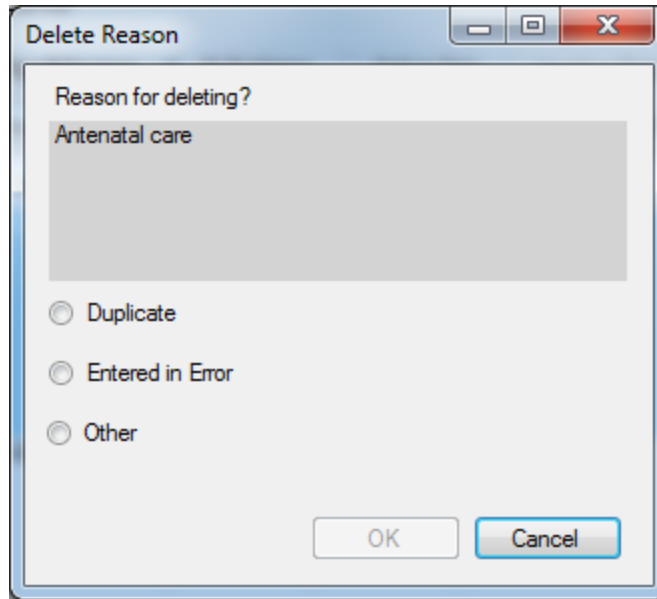 Delete Reason
Reason for deleting?
Antenatal care
Duplicate
Entered in Error
Other
OK
Cancel